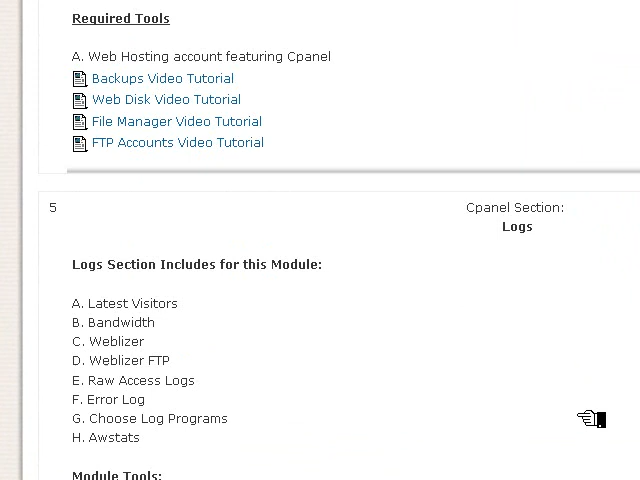 Required Tools
A. Web Hosting account featuring Cpanel
Backups Video Tutorial
Web Disk Video Tutorial
File Manager Video Tutorial
FTP Accounts Video Tutorial
5
Cpanel Section:
Logs
Logs Section Includes for this Module:
A. Latest Visitors
B. Bandwidth
C. Weblizer
D. Weblizer FTP
E. Raw Access Logs
F. Error Log
G. Choose Log Programs
H. Awstats
Module Tools: